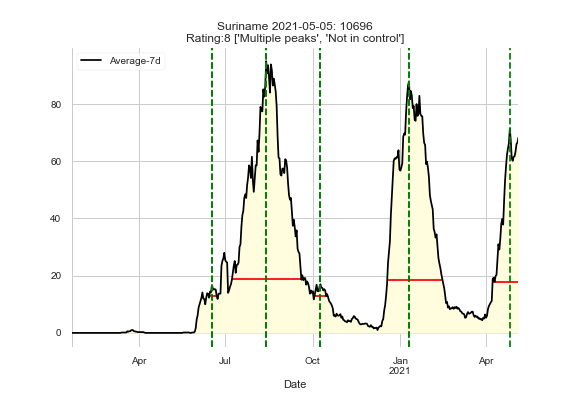 Suriname 2021-05-05: 10696
Rating:8 ['Multiple peaks', 'Not in control']
Average-7d
80
60
40
20
0
Apr
Jul
Oct
Jan
2021
Apr
Date